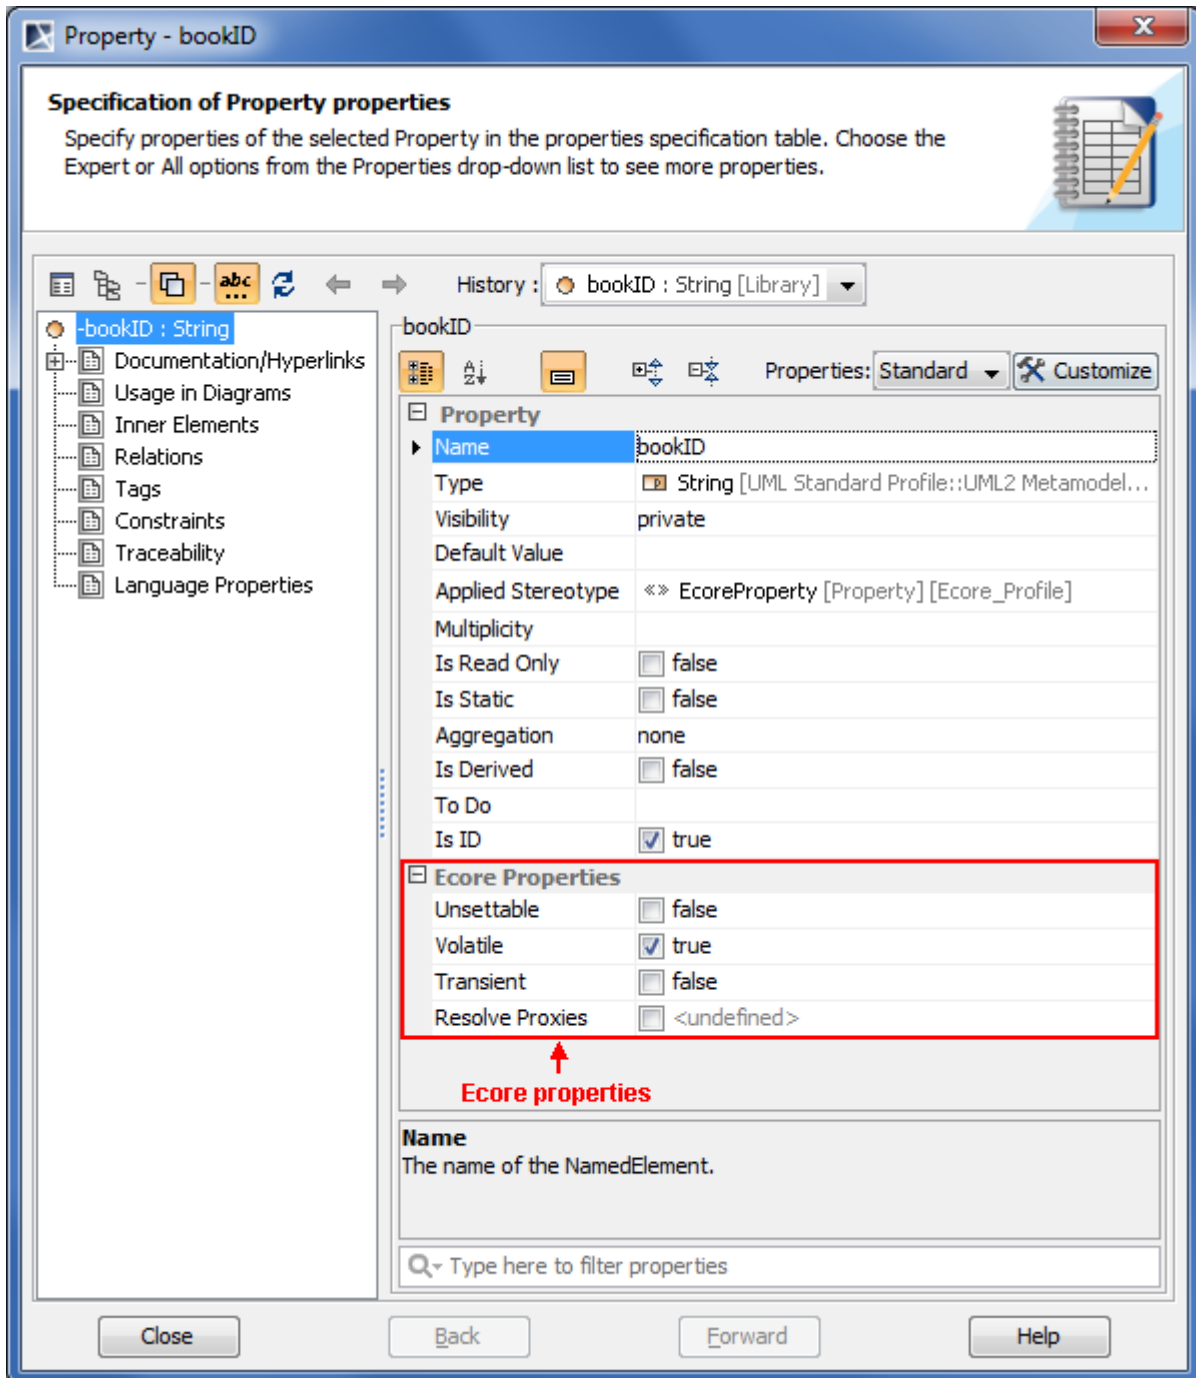 Property - bookID
Specification of Property properties
Specify properties of the selected Property in the properties specification table. Choose the
Expert or All options from the Properties drop-down list to see more properties.
abc
History : bookID : String [Library]
-bookID : String
Documentation/Hyperlinks
Usage in Diagrams
Inner Elements
Relations
Tags
Constraints
Traceability
Language Properties
bookID
Properties: Standard Customize
Property
Name bookID
Type String [UML Standard Profile::UML2 Metamodel...
Visibility private
Default Value
Applied Stereotype «» EcoreProperty [Property] [Ecore_Profile]
Multiplicity
Is Read Only false
Is Static false
Aggregation none
Is Derived false
To Do
Is ID true
Ecore Properties
Unsettable false
Volatile true
Transient false
Resolve Proxies <undefined>
Ecore properties
Name
The name of the NamedElement.
Type here to filter properties
Close Back Forward Help